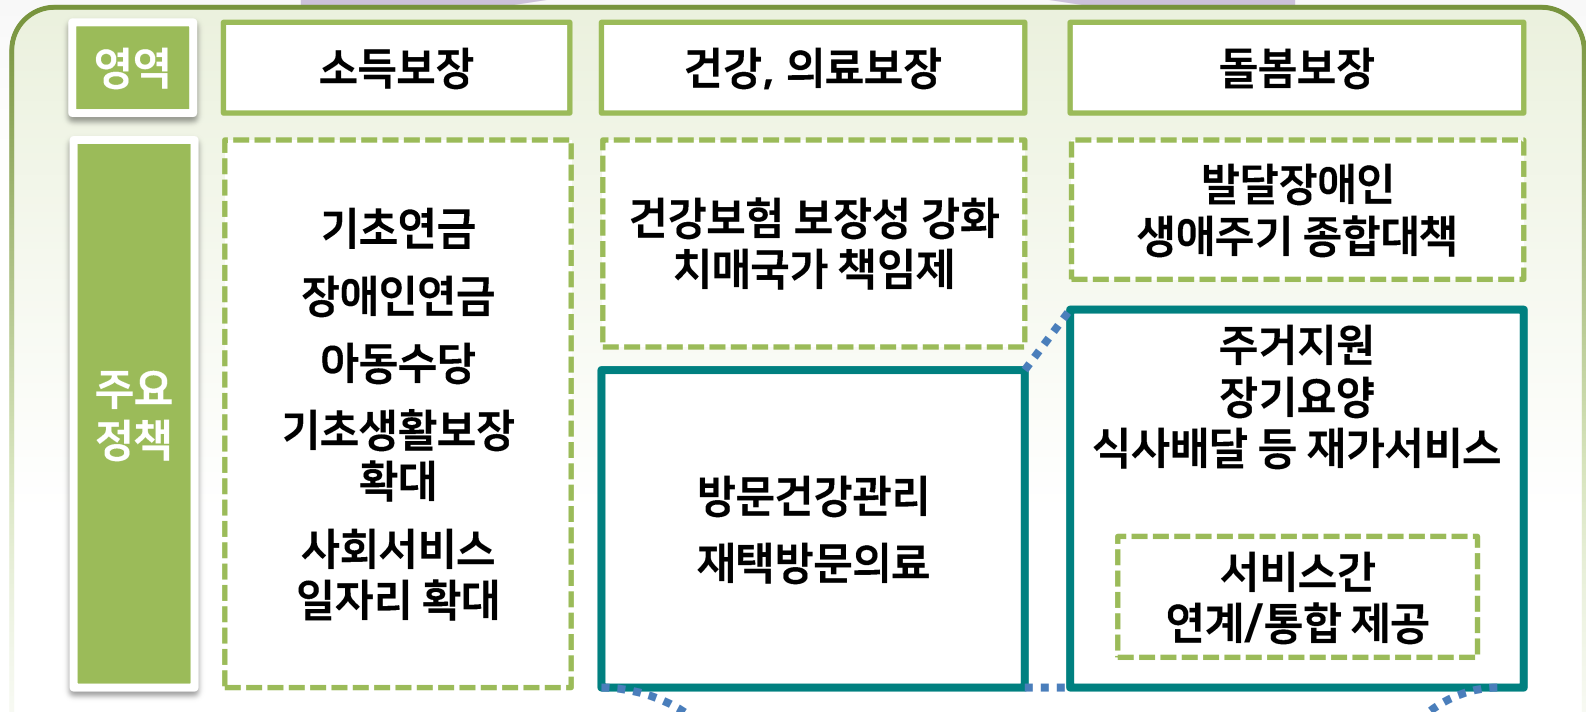 영역
소득보장
건강, 의료보장
돌봄보장
주요
정책
기초연금
장애인연금
아동수당
기초생활보장
확대
사회서비스
일자리 확대
건강보험 보장성 강화
치매국가 책임제
방문건강관리
재택방문의료
발달장애인
생애주기 종합대책
주거지원
장기요양
식사배달 등 재가서비스
서비스간
연계/통합 제공